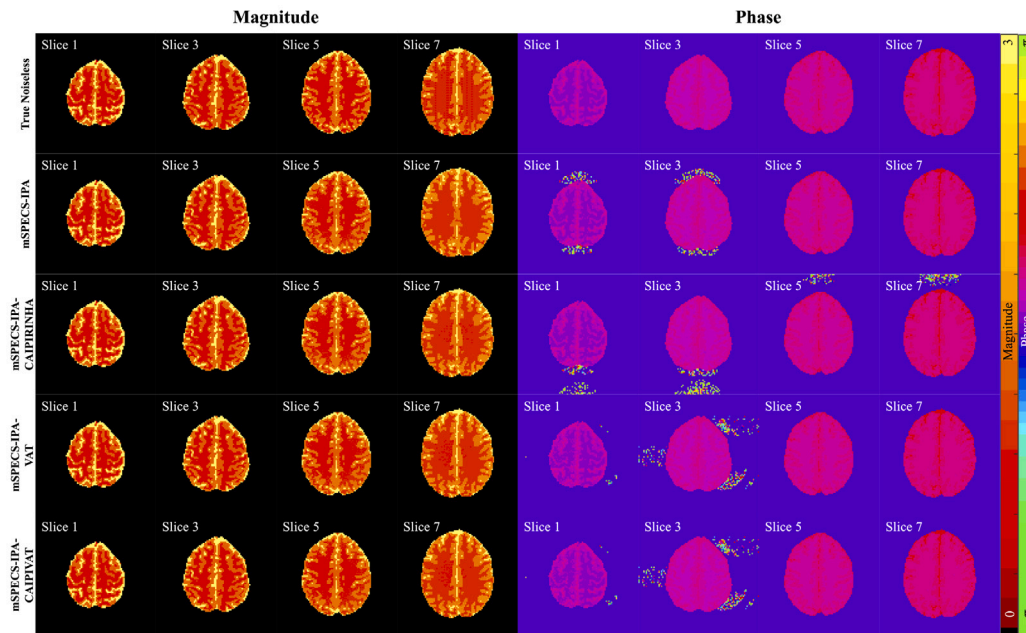 Magnitude Phase
Slice 1 Slice 3 Slice 5 Slice 7 Slice 1 Slice 3 Slice 5 Slice 7
True Noiseless
Slice 1 Slice 3 Slice 5 Slice 7 Slice 1 Slice 3 Slice 5 Slice 7
mSPECS-IPA
Slice 1 Slice 3 Slice 5 Slice 7 Slice 1 Slice 3 Slice 5 Slice 7
mSPECS-IPA-
CAIPIRINHA
Slice 1 Slice 3 Slice 5 Slice 7 Slice 1 Slice 3 Slice 5 Slice 7
mSPECS-IPA-
VAT
Slice 1 Slice 3 Slice 5 Slice 7 Slice 1 Slice 3 Slice 5 Slice 7
mSPECS-IPA-
CAIPIVAT
3
Magnitude
0
Phase